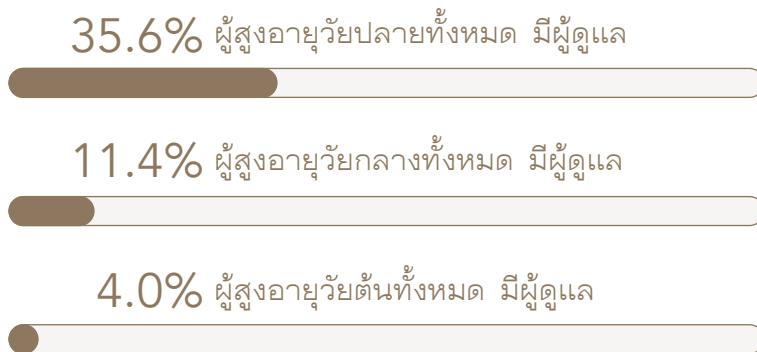 35.6% ผู้สูงอายุวัยปลายทั้งหมด มีผู้ดูแล
11.4% ผู้สูงอายุวัยกลางทั้งหมด มีผู้ดูแล
4.0% ผู้สูงอายุวัยต้นทั้งหมด มีผู้ดูแล